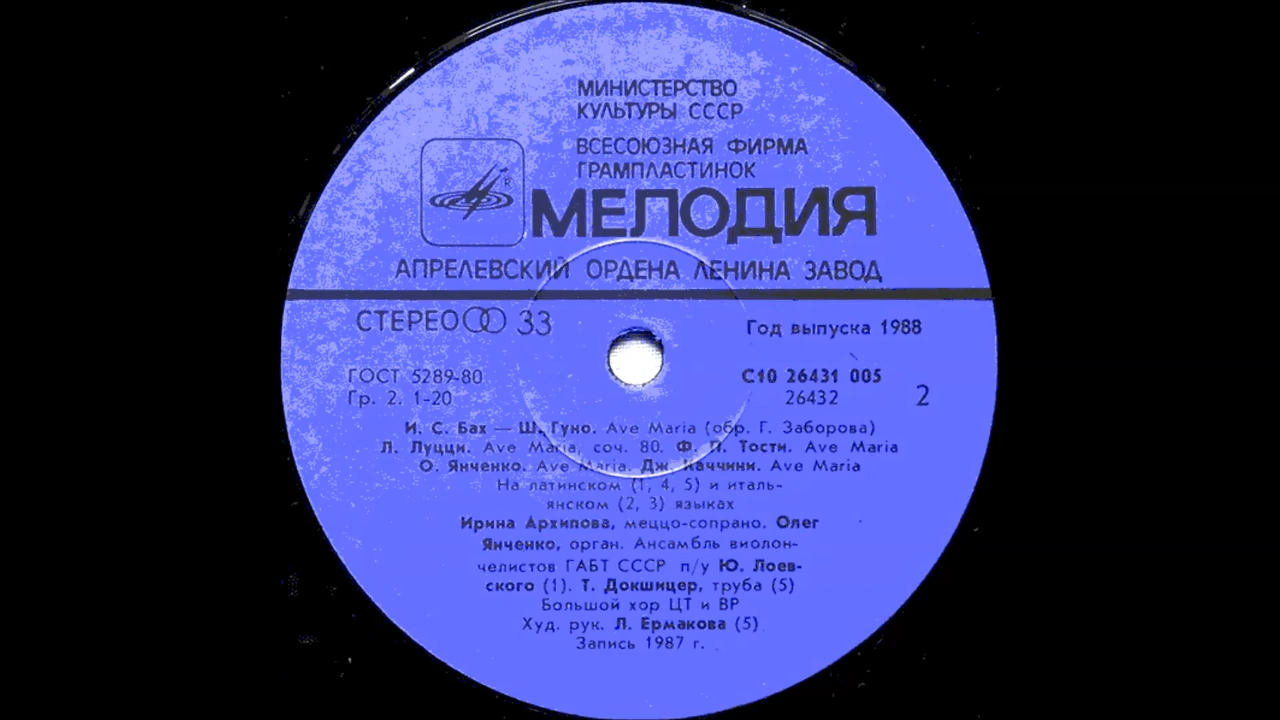 МИНИСТЕРСТВО
КУЛЬТУРЫ СССР
ВСЕСОЮЗНАЯ ФИРМА
ГРАМПЛАСТИНОК
R
МЕЛОДИЯ
АПРЕЛЕВСКИЙ ОРДЕНА ЛЕНИНА ЗАВОД
СТЕРЕО 33
Год выпуска 1988
ГОСТ 5289-80
С10 26431 005
Гр. 2. 1-20
26432
2
И. С. Бах — Ш. Гуно. Ave Maria (обр. Г. Заборова)
Л. Луцци. Ave Maria, соч. 80. Ф. П. Тости. Ave Maria
О. Янченко. Ave Maria. Дж. Каччини. Ave Maria
На латинском (1, 4, 5) и италь-
янском (2, 3) языках
Ирина Архипова, меццо-сопрано. Олег
Янченко, орган. Ансамбль виолон-
челистов ГАБТ СССР п/у Ю. Лоев-
ского (1). Т. Докшицер, труба (5)
Большой хор ЦТ и ВР
Худ. рук. Л. Ермакова (5)
Запись 1987 г.